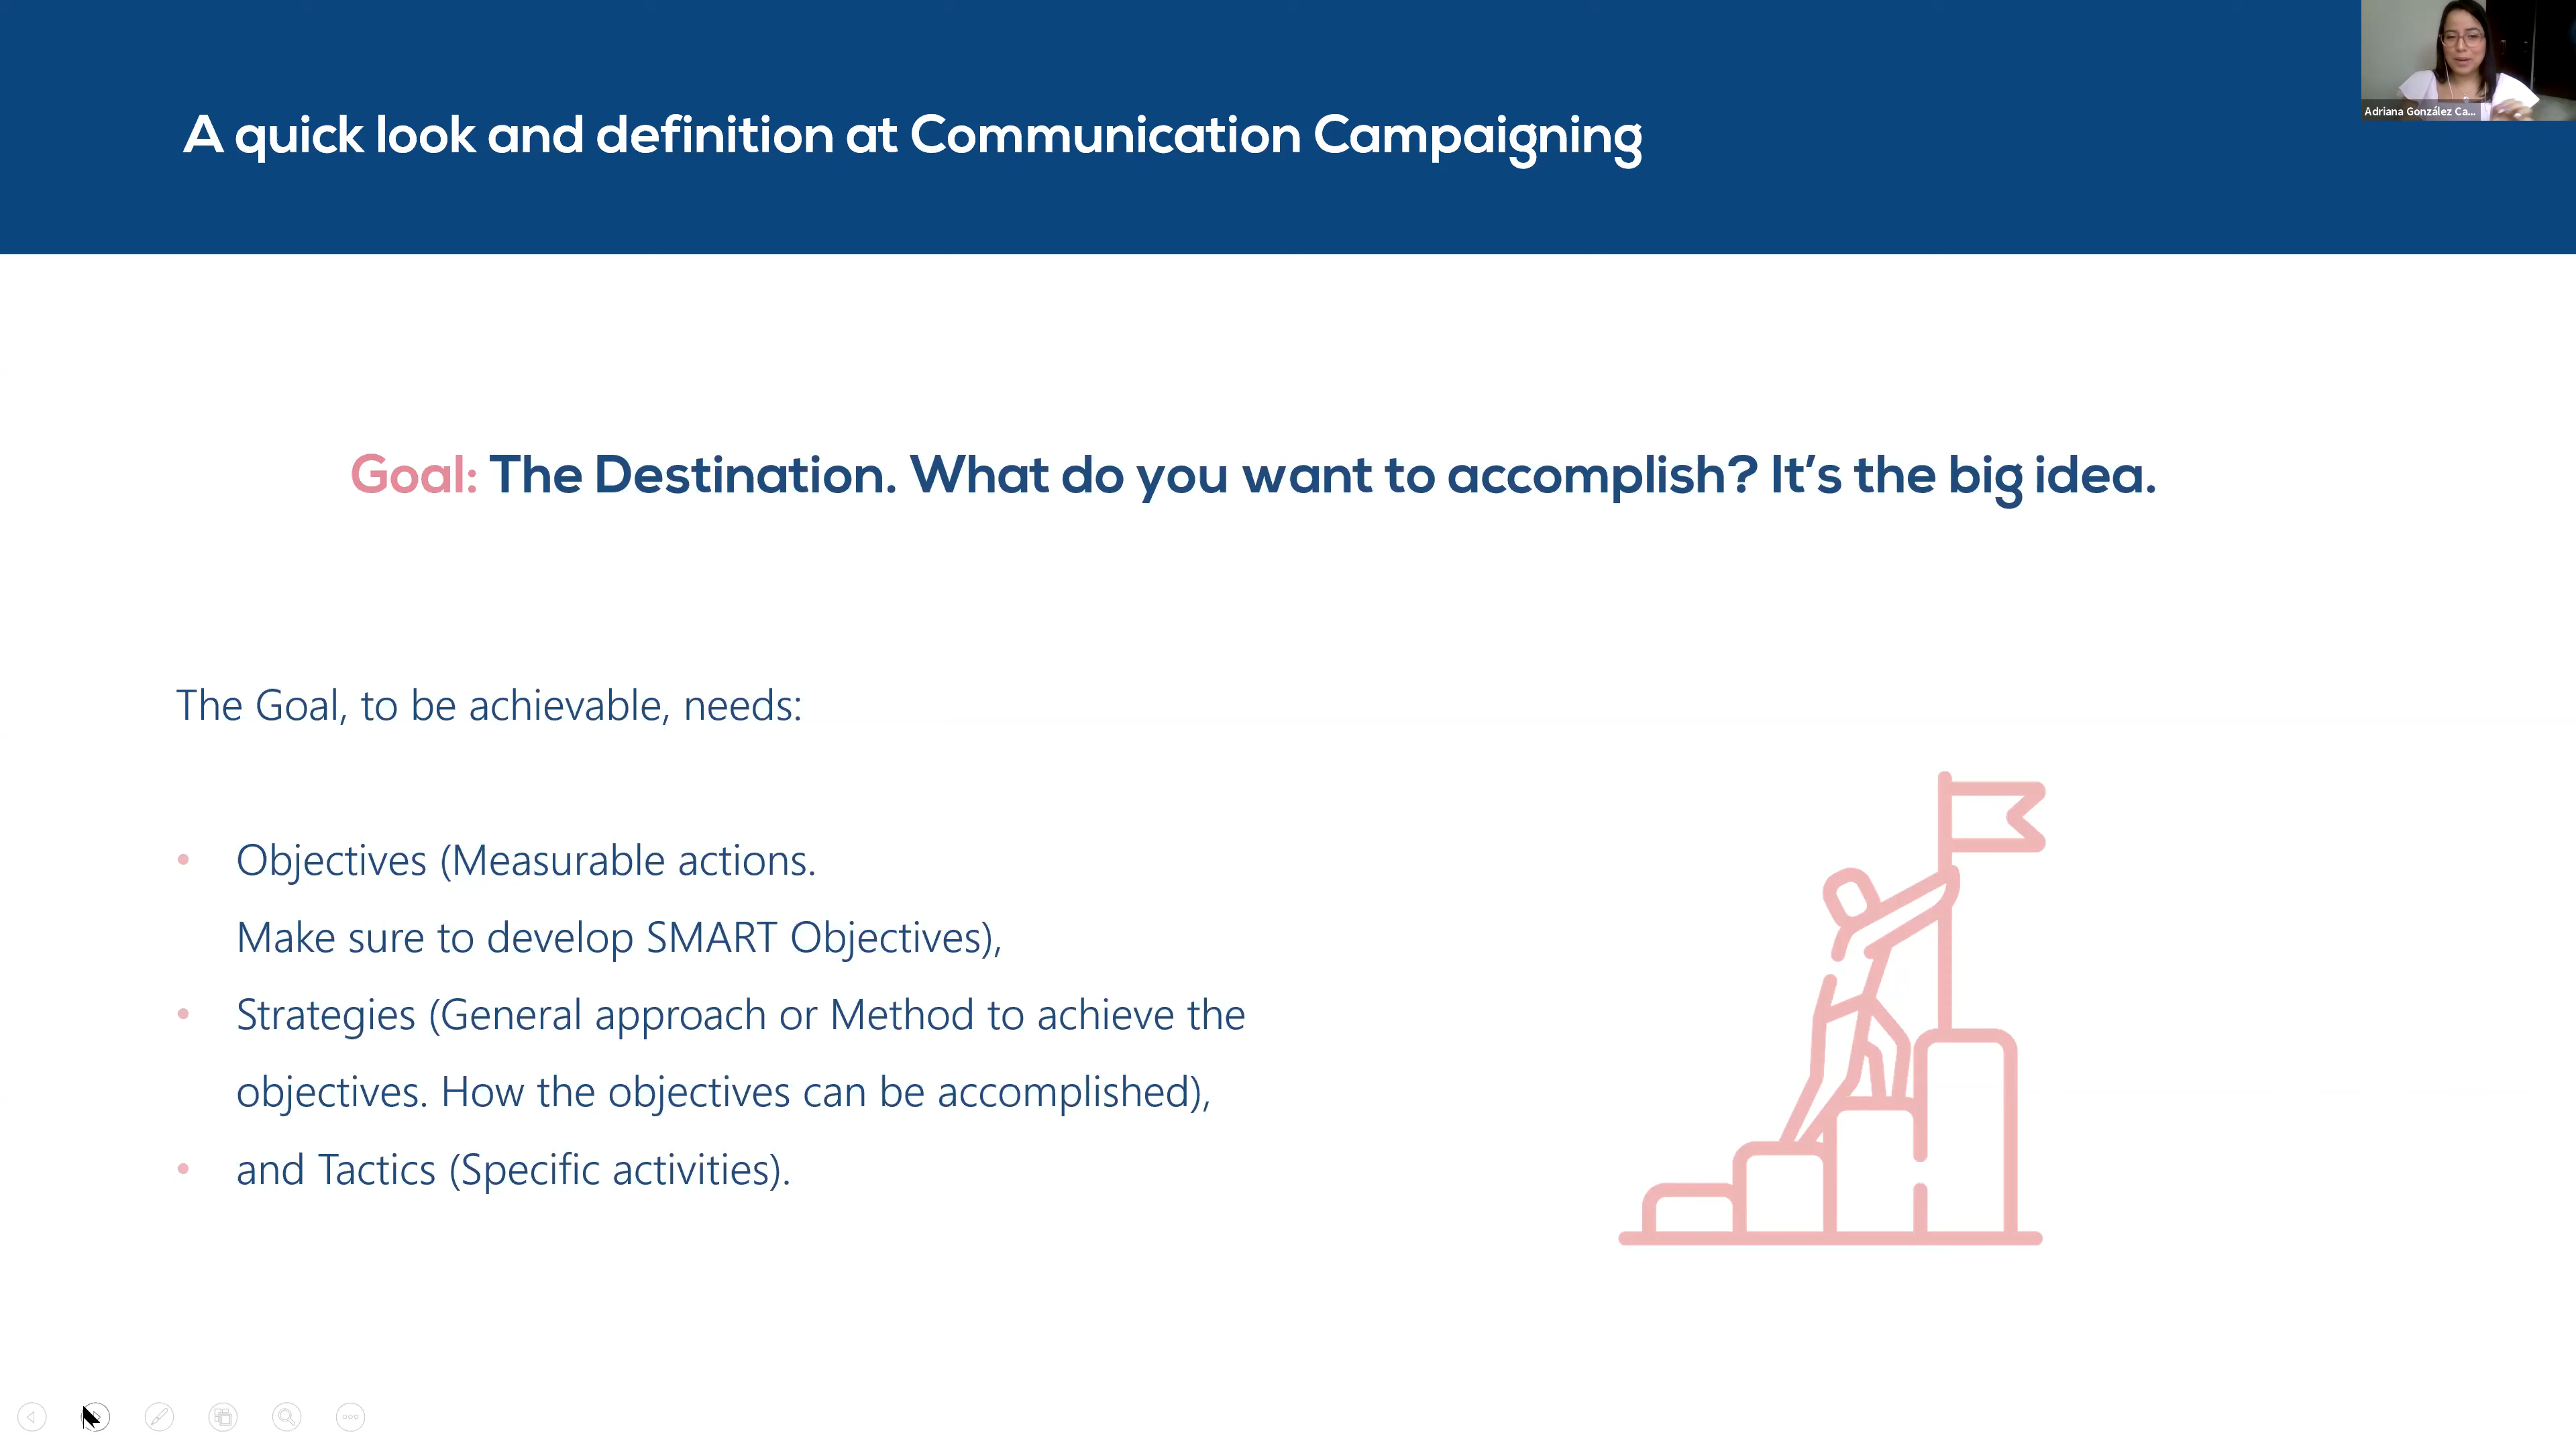 A quick look and definition at Communication Campaigning
Adriana González Ca...
Goal: The Destination. What do you want to accomplish? It’s the big idea.
The Goal, to be achievable, needs:
• Objectives (Measurable actions.
Make sure to develop SMART Objectives),
• Strategies (General approach or Method to achieve the
objectives. How the objectives can be accomplished),
• and Tactics (Specific activities).